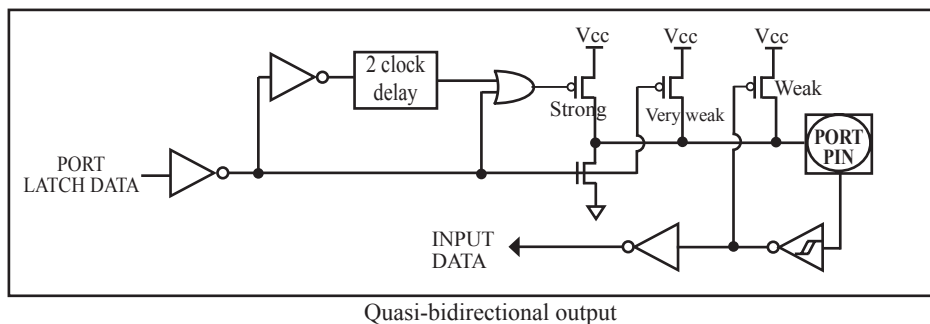 Vcc
Vcc
Vcc
2 clock
delay
Strong
Very weak
Weak
PORT
PIN
PORT
LATCH DATA
INPUT
DATA
Quasi-bidirectional output